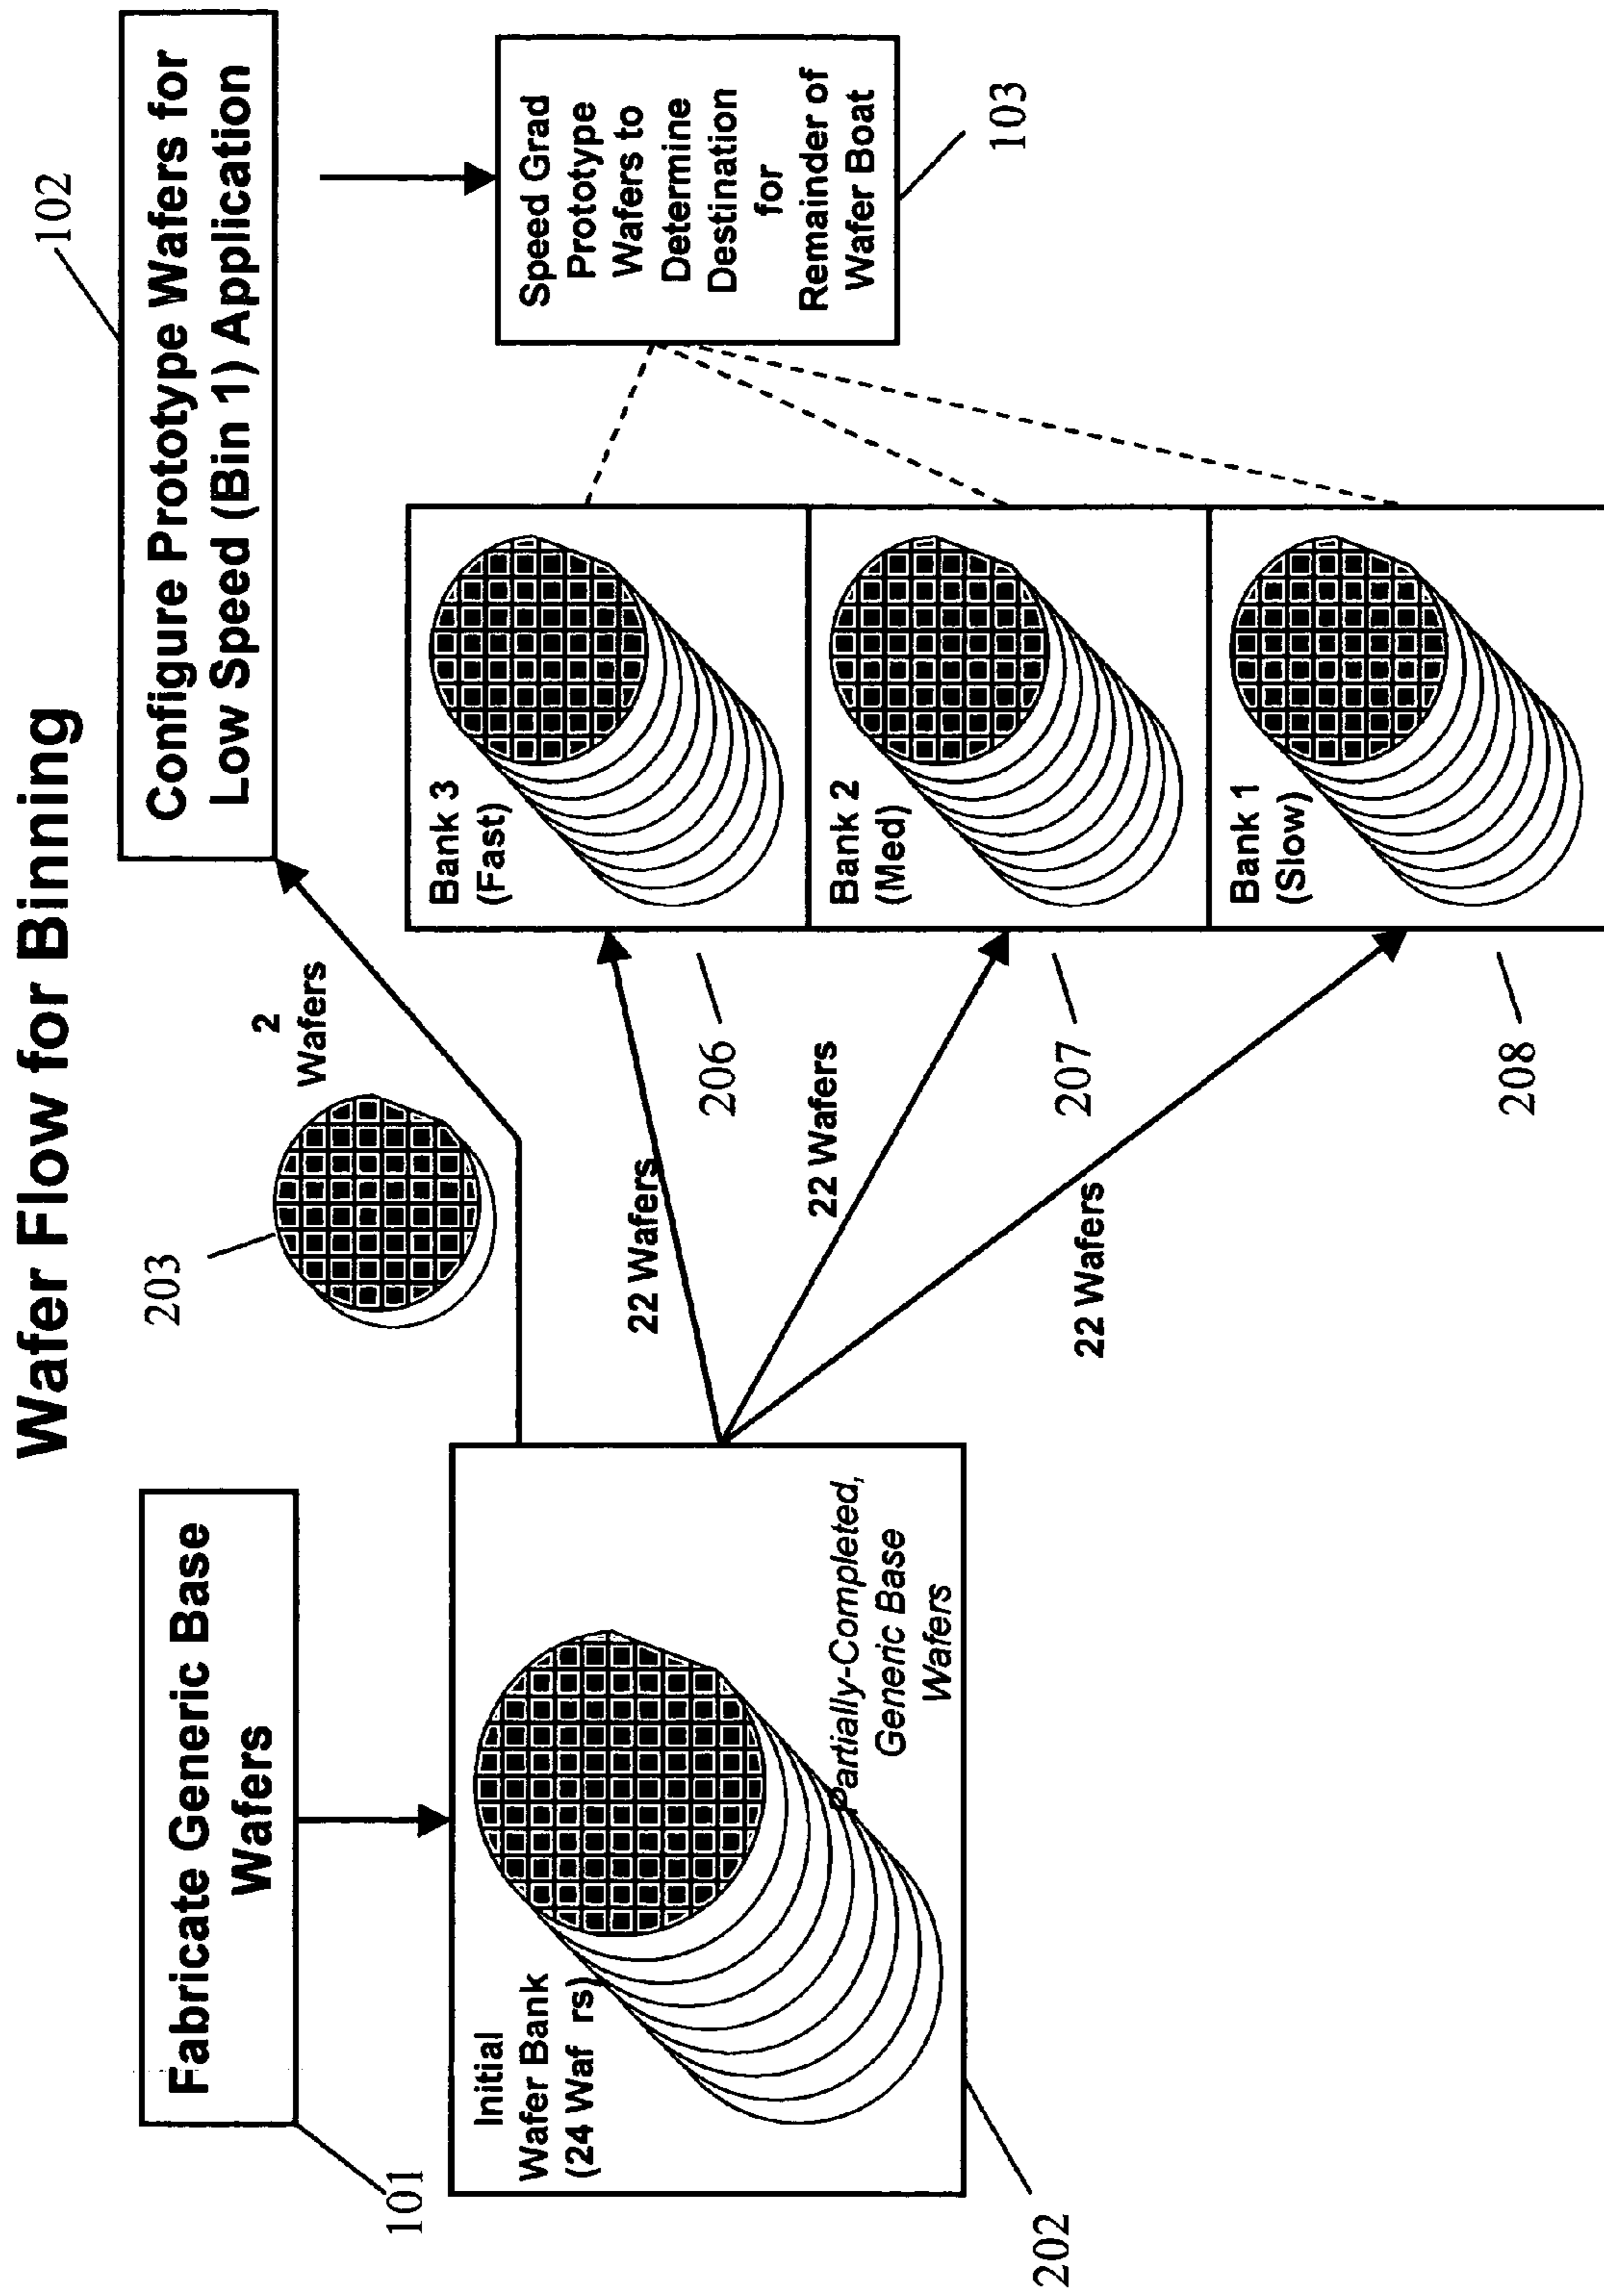 Wafer Flow for Binning
Fabricate Generic Base
Wafers
101
Initial
Wafer Bank
(24 Waf rs)
Partially-Completed,
Generic Base
Wafers
202
203
2
Wafers
102
Configure Prototype Wafers for
Low Speed (Bin 1) Application
Speed Grad
Prototype
Wafers to
Determine
Destination
for
Remainder of
Wafer Boat
103
22 Wafers
22 Wafers
22 Wafers
206
207
208
Bank 3
(Fast)
Bank 2
(Med)
Bank 1
(Slow)